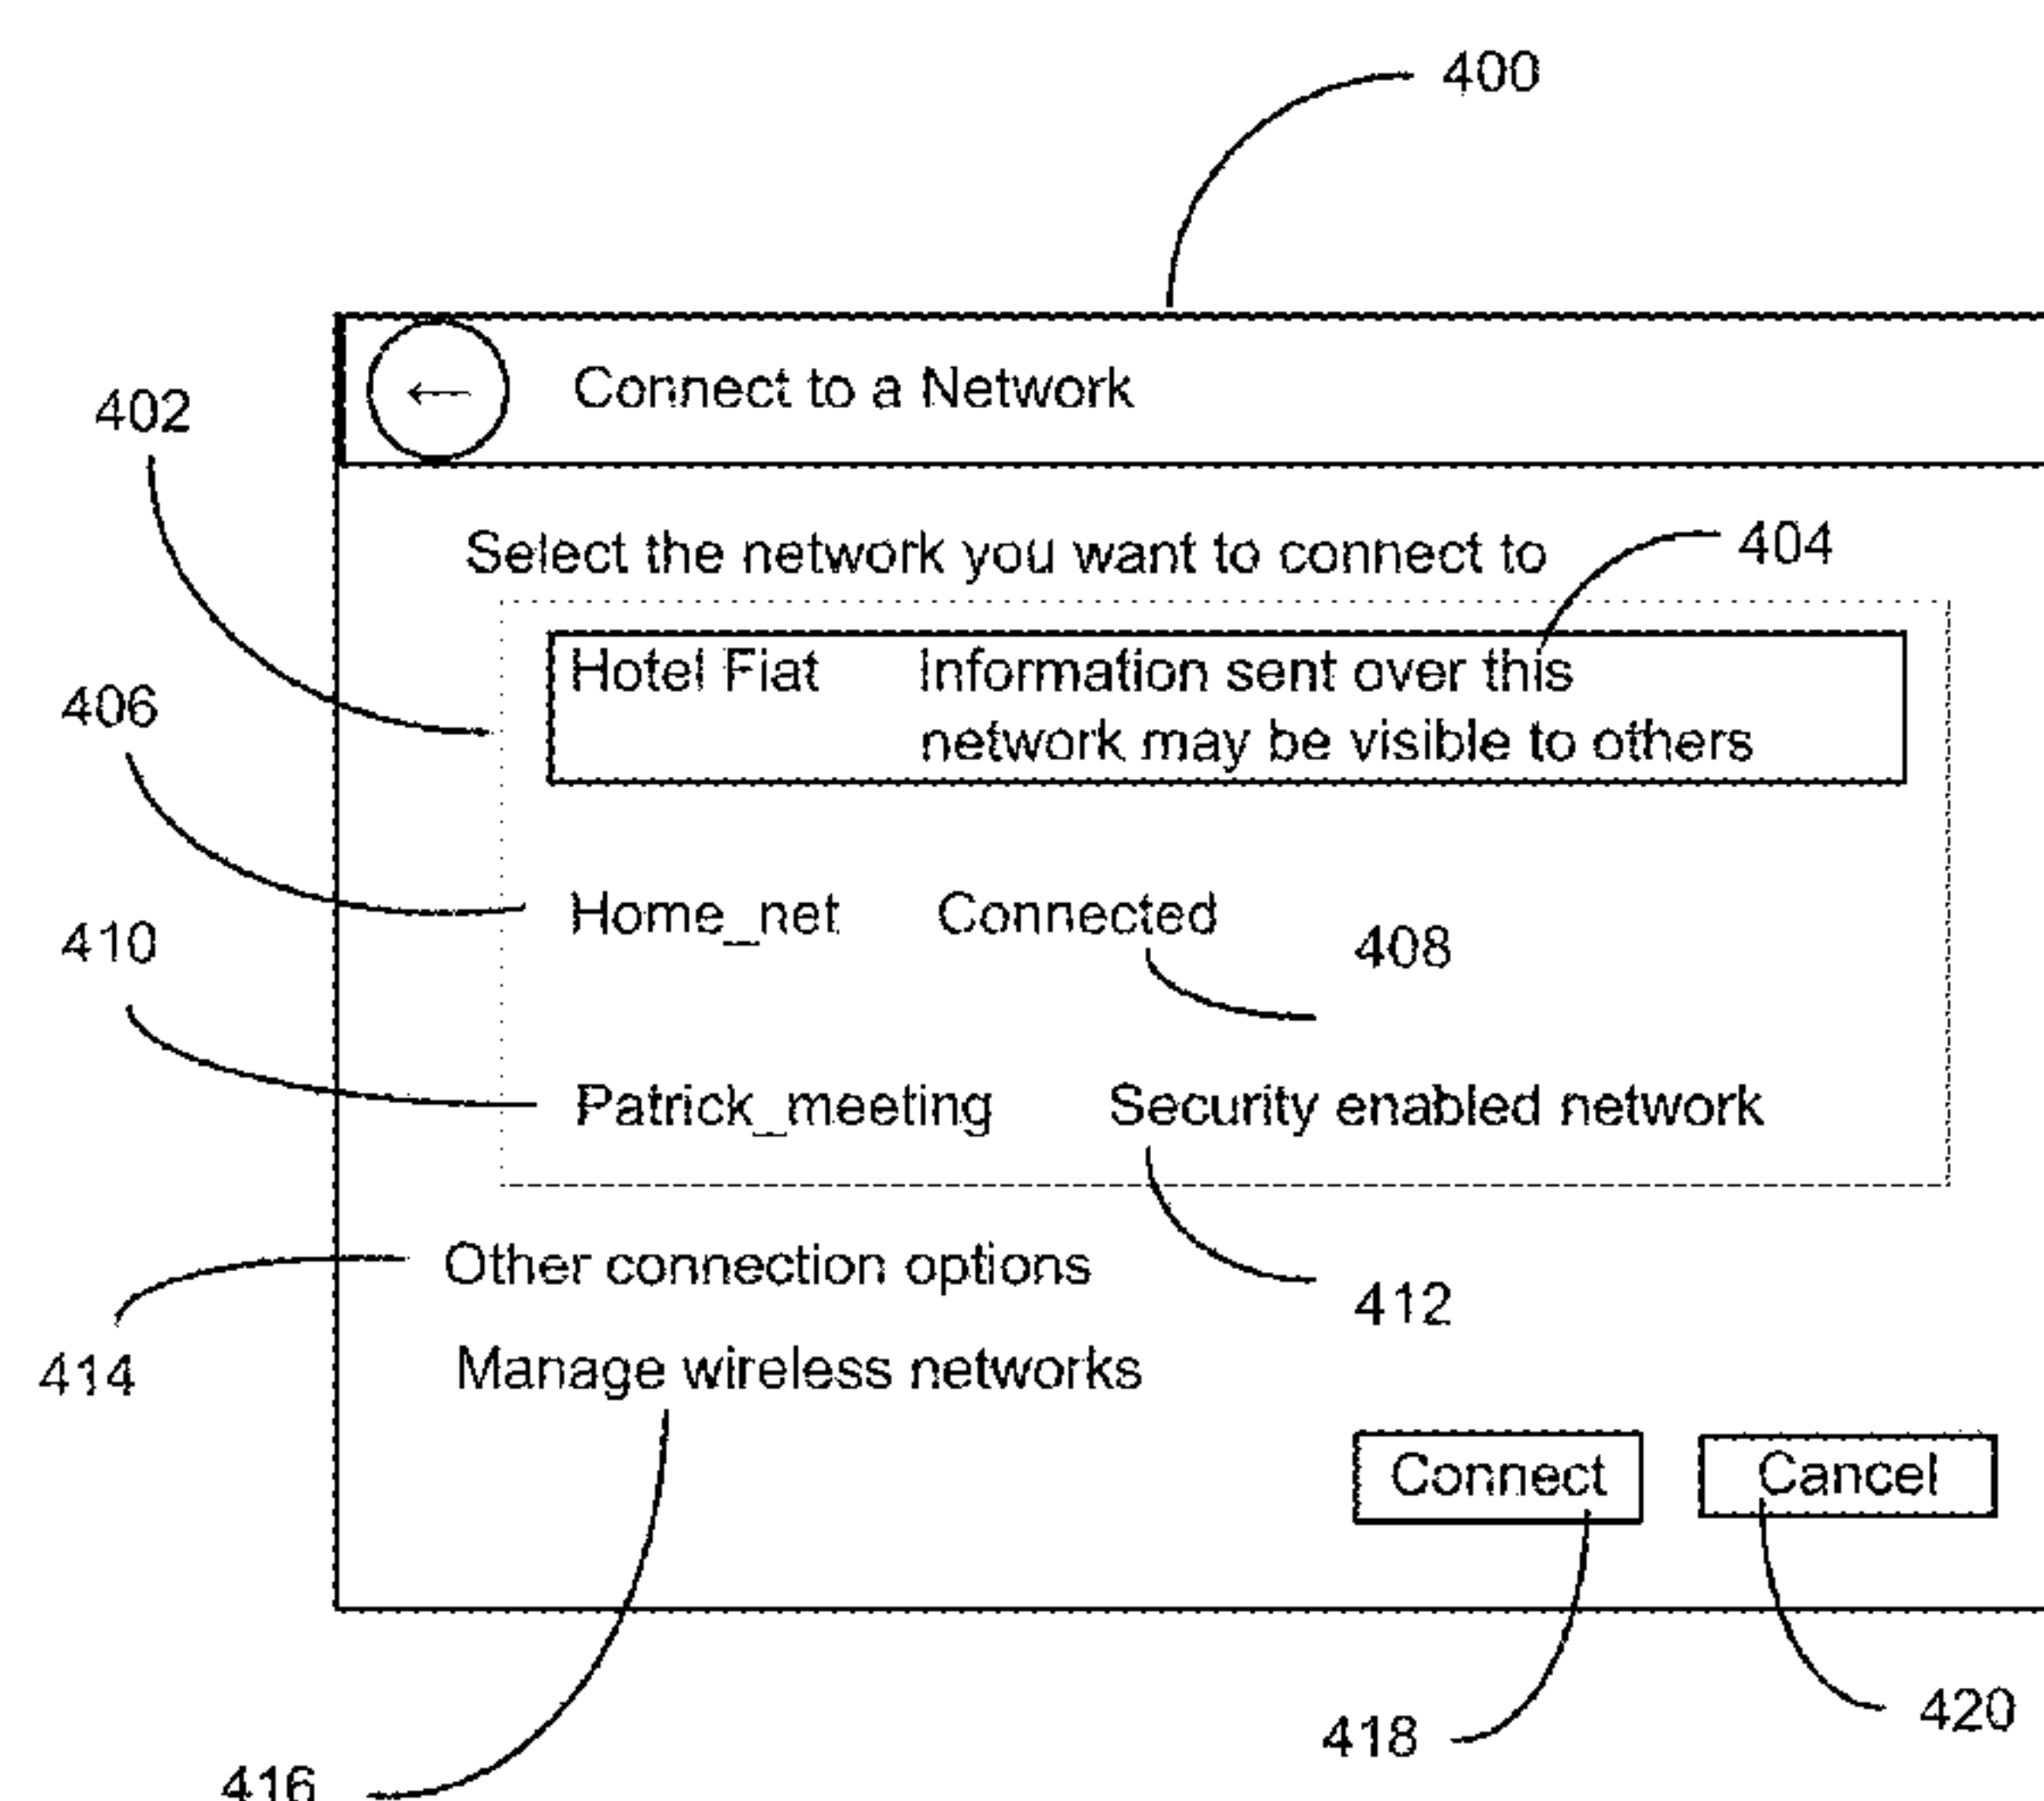 400
Connect to a Network
402
Select the network you want to connect to
404
Hotel Fiat Information sent over this
network may be visible to others
406
Home_net Connected
410
408
Patrick_meeting Security enabled network
Other connection options
412
414
Manage wireless networks
Connect Cancel
418
420
416